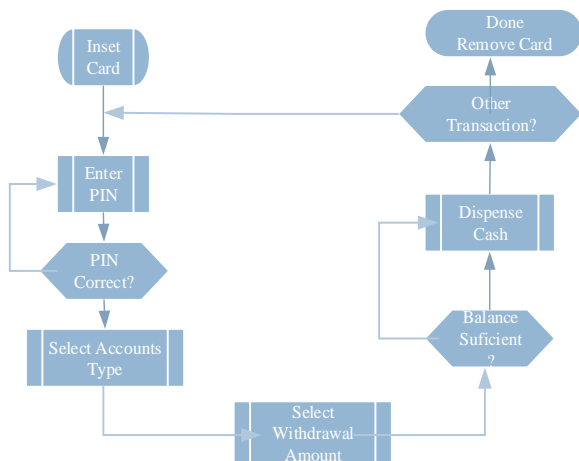 Inset
Card
Enter
PIN
PIN
Correct?
Select Accounts
Type
Select
Withdrawal
Amount
Balance
Suficient
?
Dispense
Cash
Other
Transaction?
Done
Remove Card